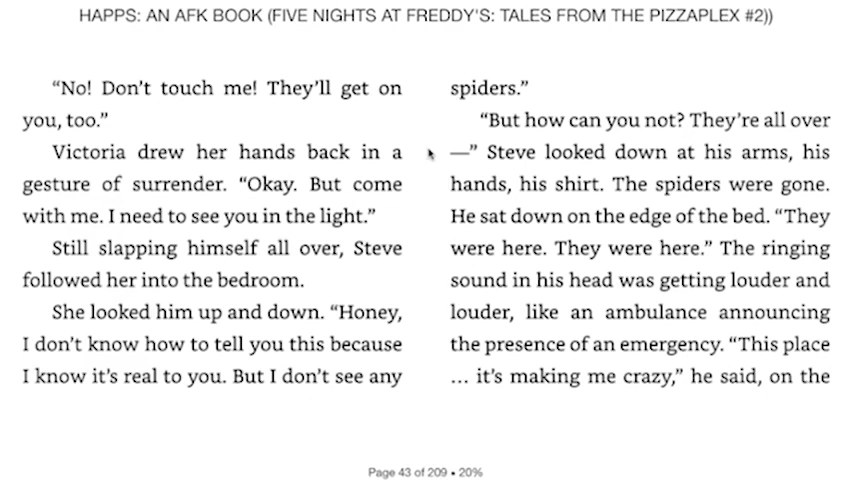 HAPPS: AN AFK BOOK (FIVE NIGHTS AT FREDDY'S: TALES FROM THE PIZZAPLEX #2))
“No! Don’t touch me! They’ll get on
you, too.”
Victoria drew her hands back in a
gesture of surrender. “Okay. But come
with me. I need to see you in the light.”
Still slapping himself all over, Steve
followed her into the bedroom.
She looked him up and down. “Honey,
I don’t know how to tell you this because
I know it’s real to you. But I don’t see any
spiders.”
“But how can you not? They’re all over
—” Steve looked down at his arms, his
hands, his shirt. The spiders were gone.
He sat down on the edge of the bed. “They
were here. They were here.” The ringing
sound in his head was getting louder and
louder, like an ambulance announcing
the presence of an emergency. “This place
… it’s making me crazy,” he said, on the
Page 43 of 209 • 20%